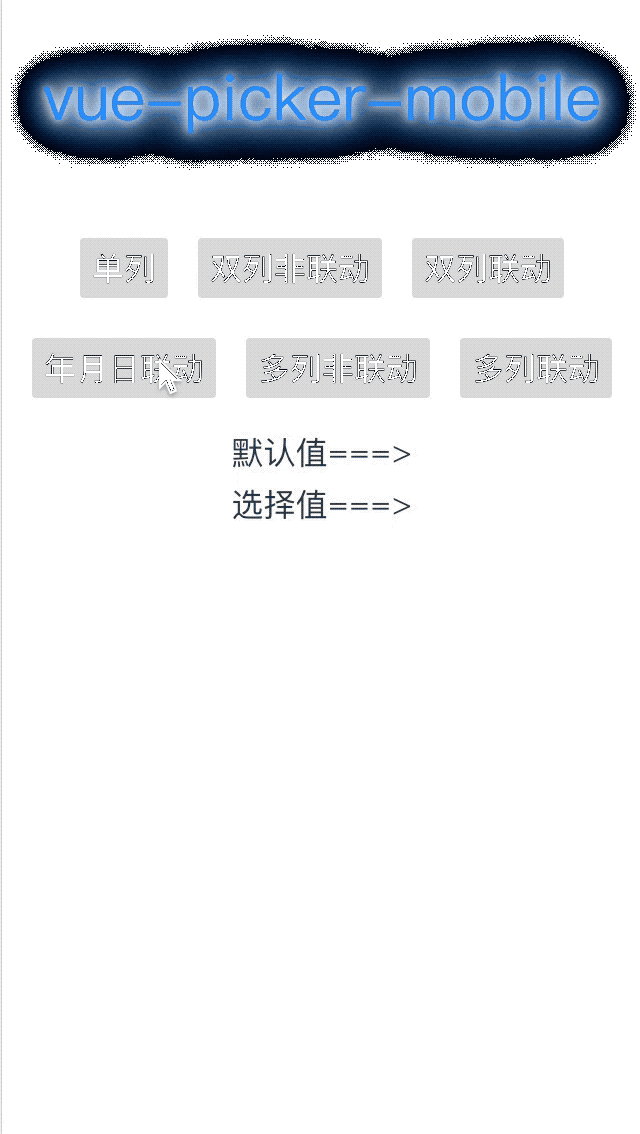 vue-picker-mobile
单列 双列非联动 双列联动
年月日联动 多列非联动 多列联动
默认值===>
选择值===>